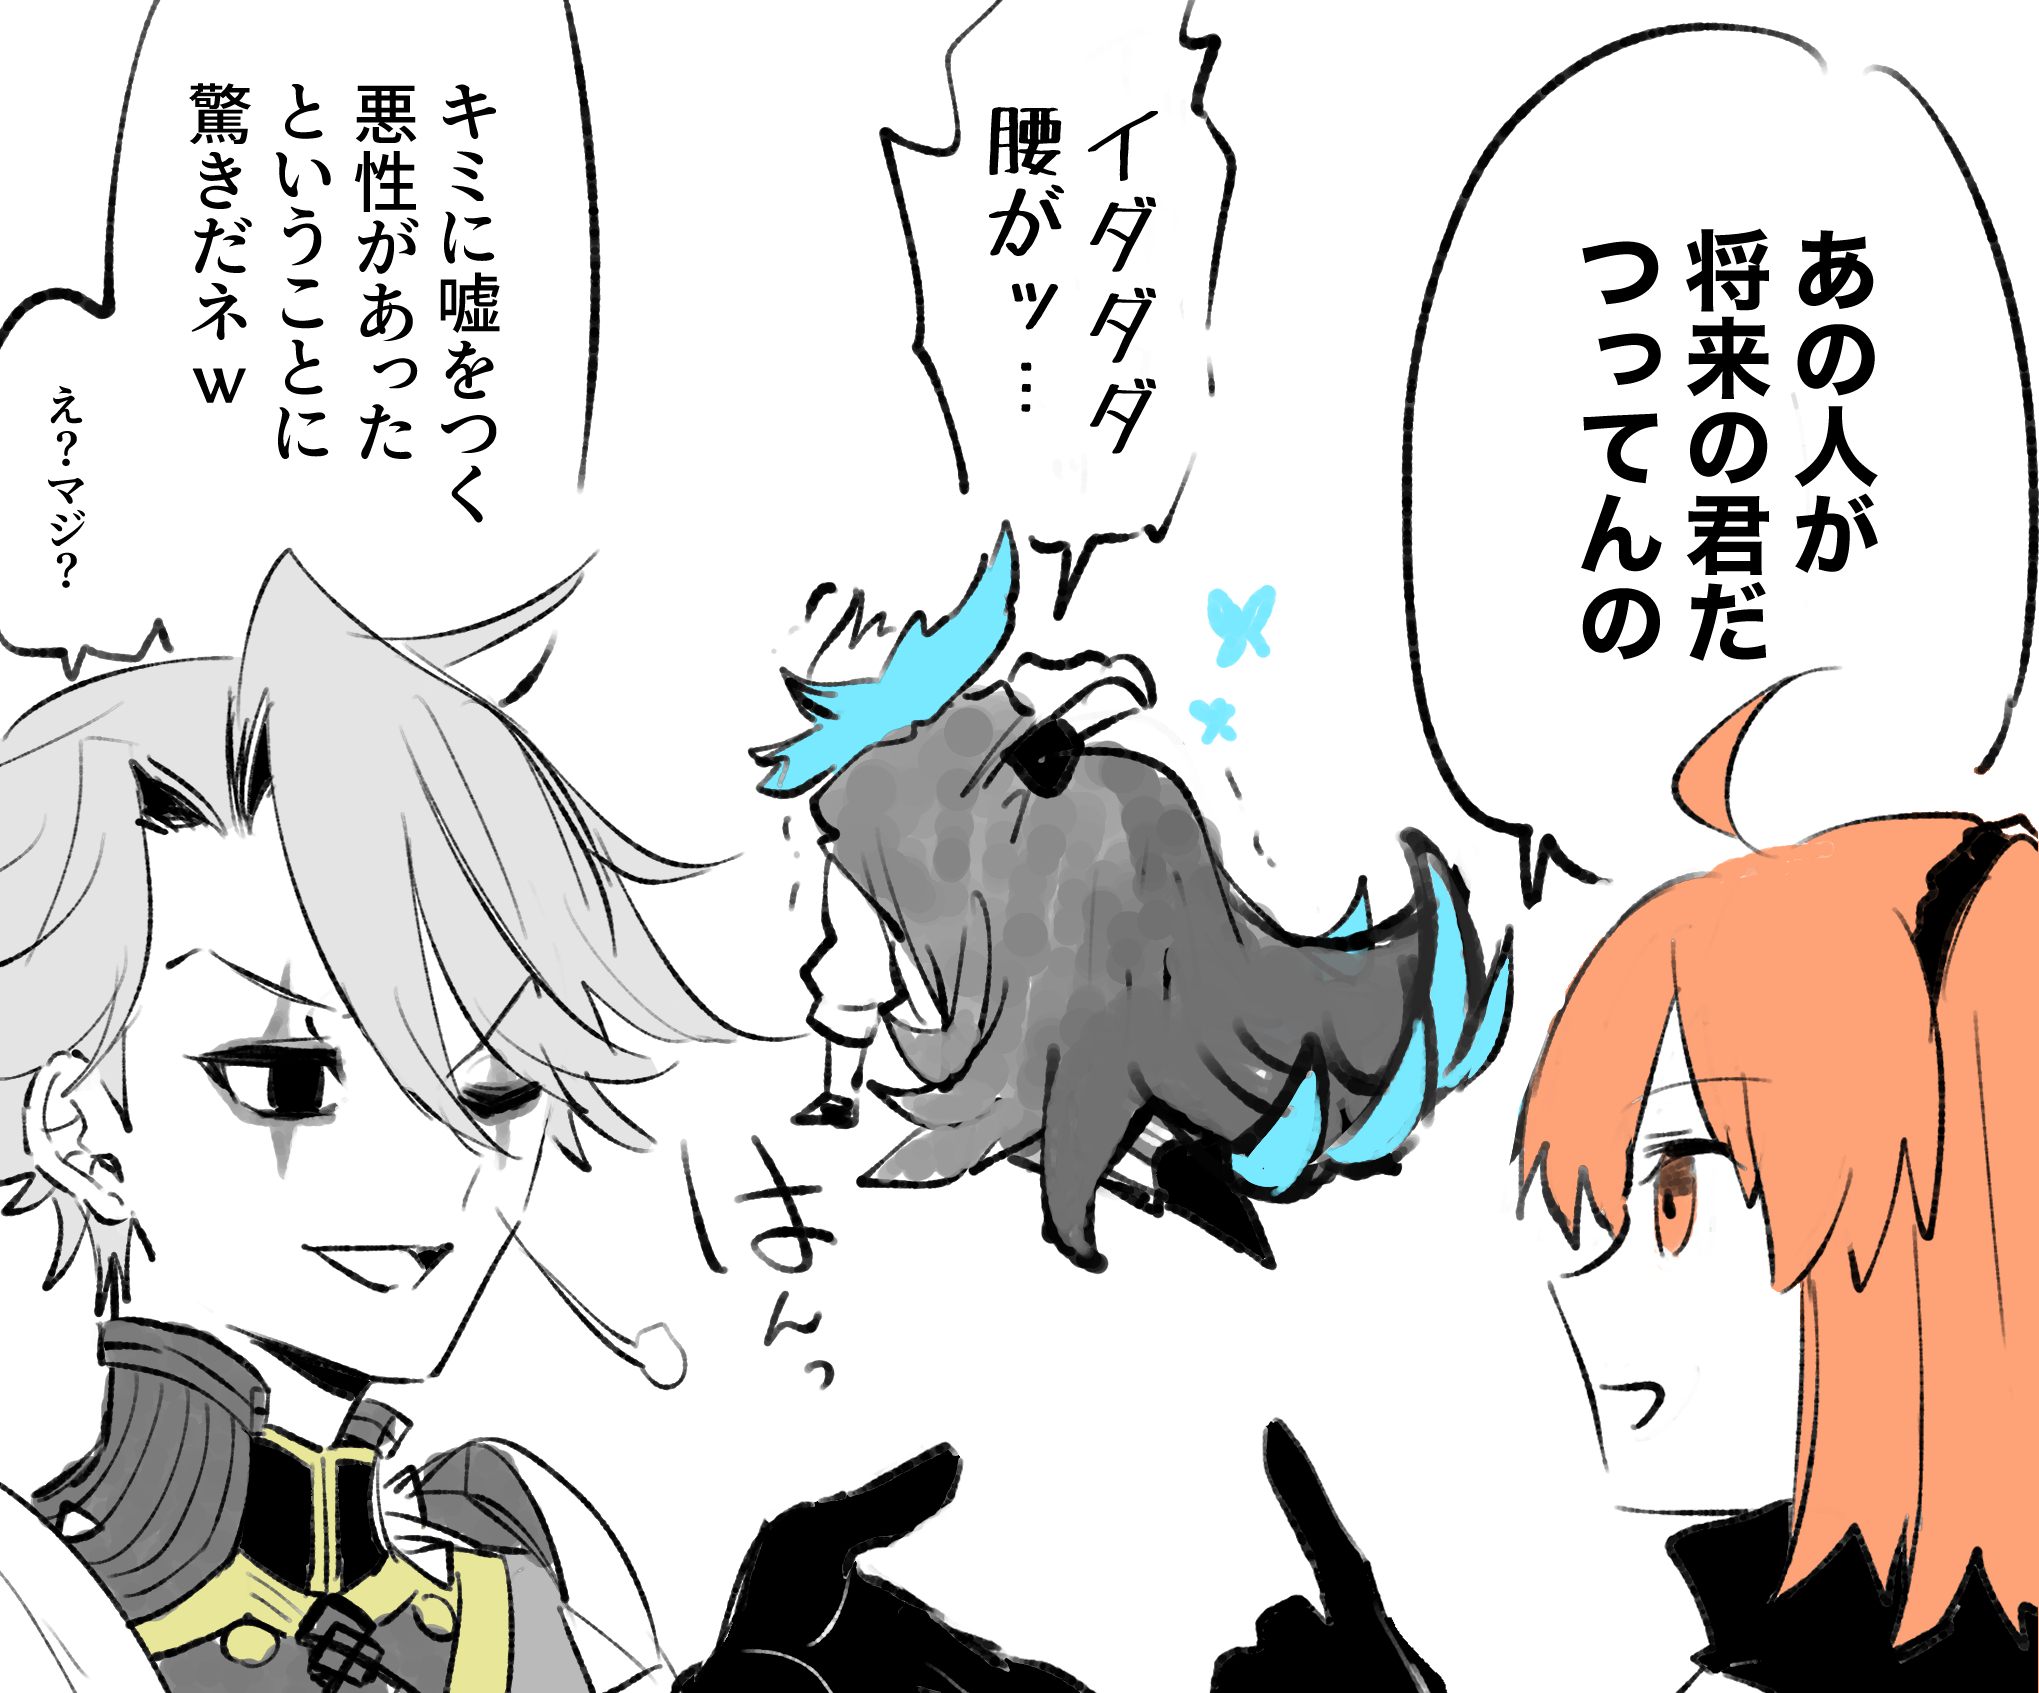 あの人が
将来の君だ
つってんの
イダダダ
腰がッ…
キミに嘘をつく
悪性があった
ということに
驚きだネw
え？マジ？
はんっ